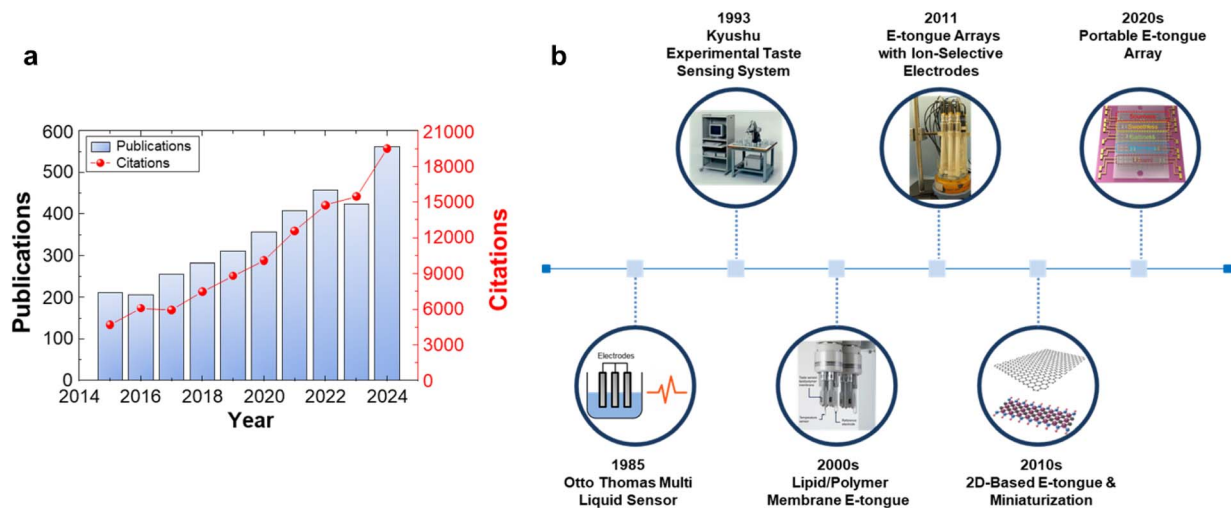 a
600
500
400
300
200
100
0
Publications
Publications
Citations
21000
18000
15000
12000
9000
6000
3000
0
Citations
2014
2016
2018
2020
2022
2024
Year
b
1993
Kyushu
Experimental Taste
Sensing System
2011
E-tongue Arrays
with Ion-Selective
Electrodes
2020s
Portable E-tongue
Array
Electrodes
1985
Otto Thomas Multi
Liquid Sensor
2000s
Lipid/Polymer
Membrane E-tongue
2010s
2D-Based E-tongue &
Miniaturization